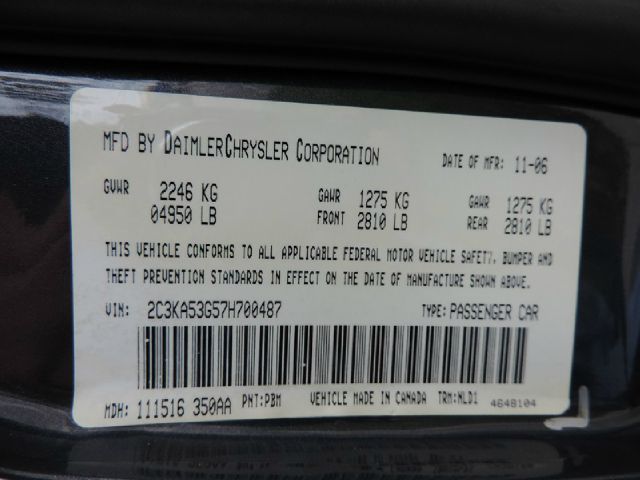 MFD BY DAIMLERCHRYSLER CORPORATION DATE OF MFR: 11-06
GVWR 2246 KG GAWR 1275 KG GAWR 1275 KG
04950 LB FRONT 2810 LB REAR 2810 LB
THIS VEHICLE CONFORMS TO ALL APPLICABLE FEDERAL MOTOR VEHICLE SAFETY, BUMPER AND
THEFT PREVENTION STANDARDS IN EFFECT ON THE DATE OF MANUFACTURE SHOWN ABOVE.
VIN: 2C3KA53G57H700487 TYPE: PASSENGER CAR
MDH: 111516 350AA PNT:PBM VEHICLE MADE IN CANADA TRM:NLD1 4648104